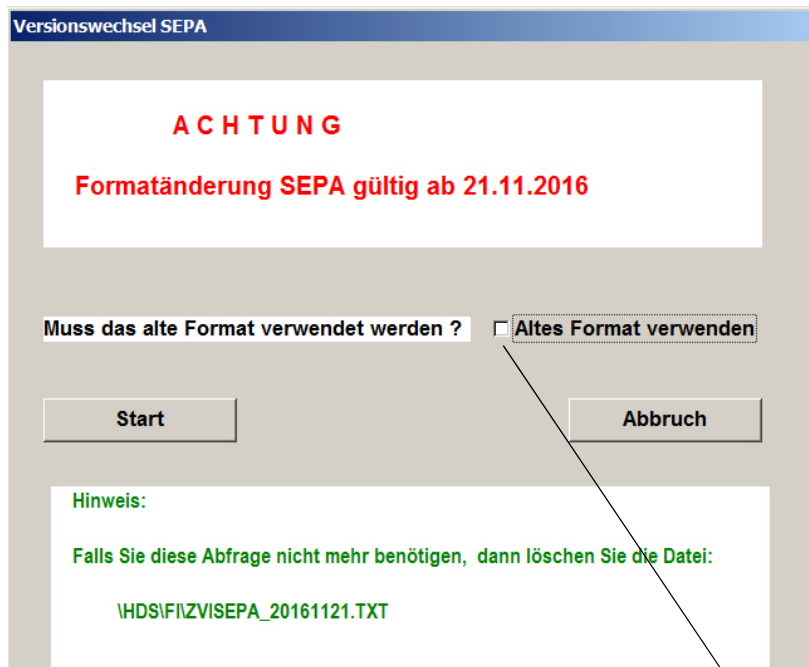 Versionswechsel SEPA
A C H T U N G
Formatänderung SEPA gültig ab 21.11.2016
Muss das alte Format verwendet werden ? Altes Format verwenden
Start Abbruch
Hinweis:
Falls Sie diese Abfrage nicht mehr benötigen, dann löschen Sie die Datei:
\HDS\FI\ZVISEPA_20161121.TXT